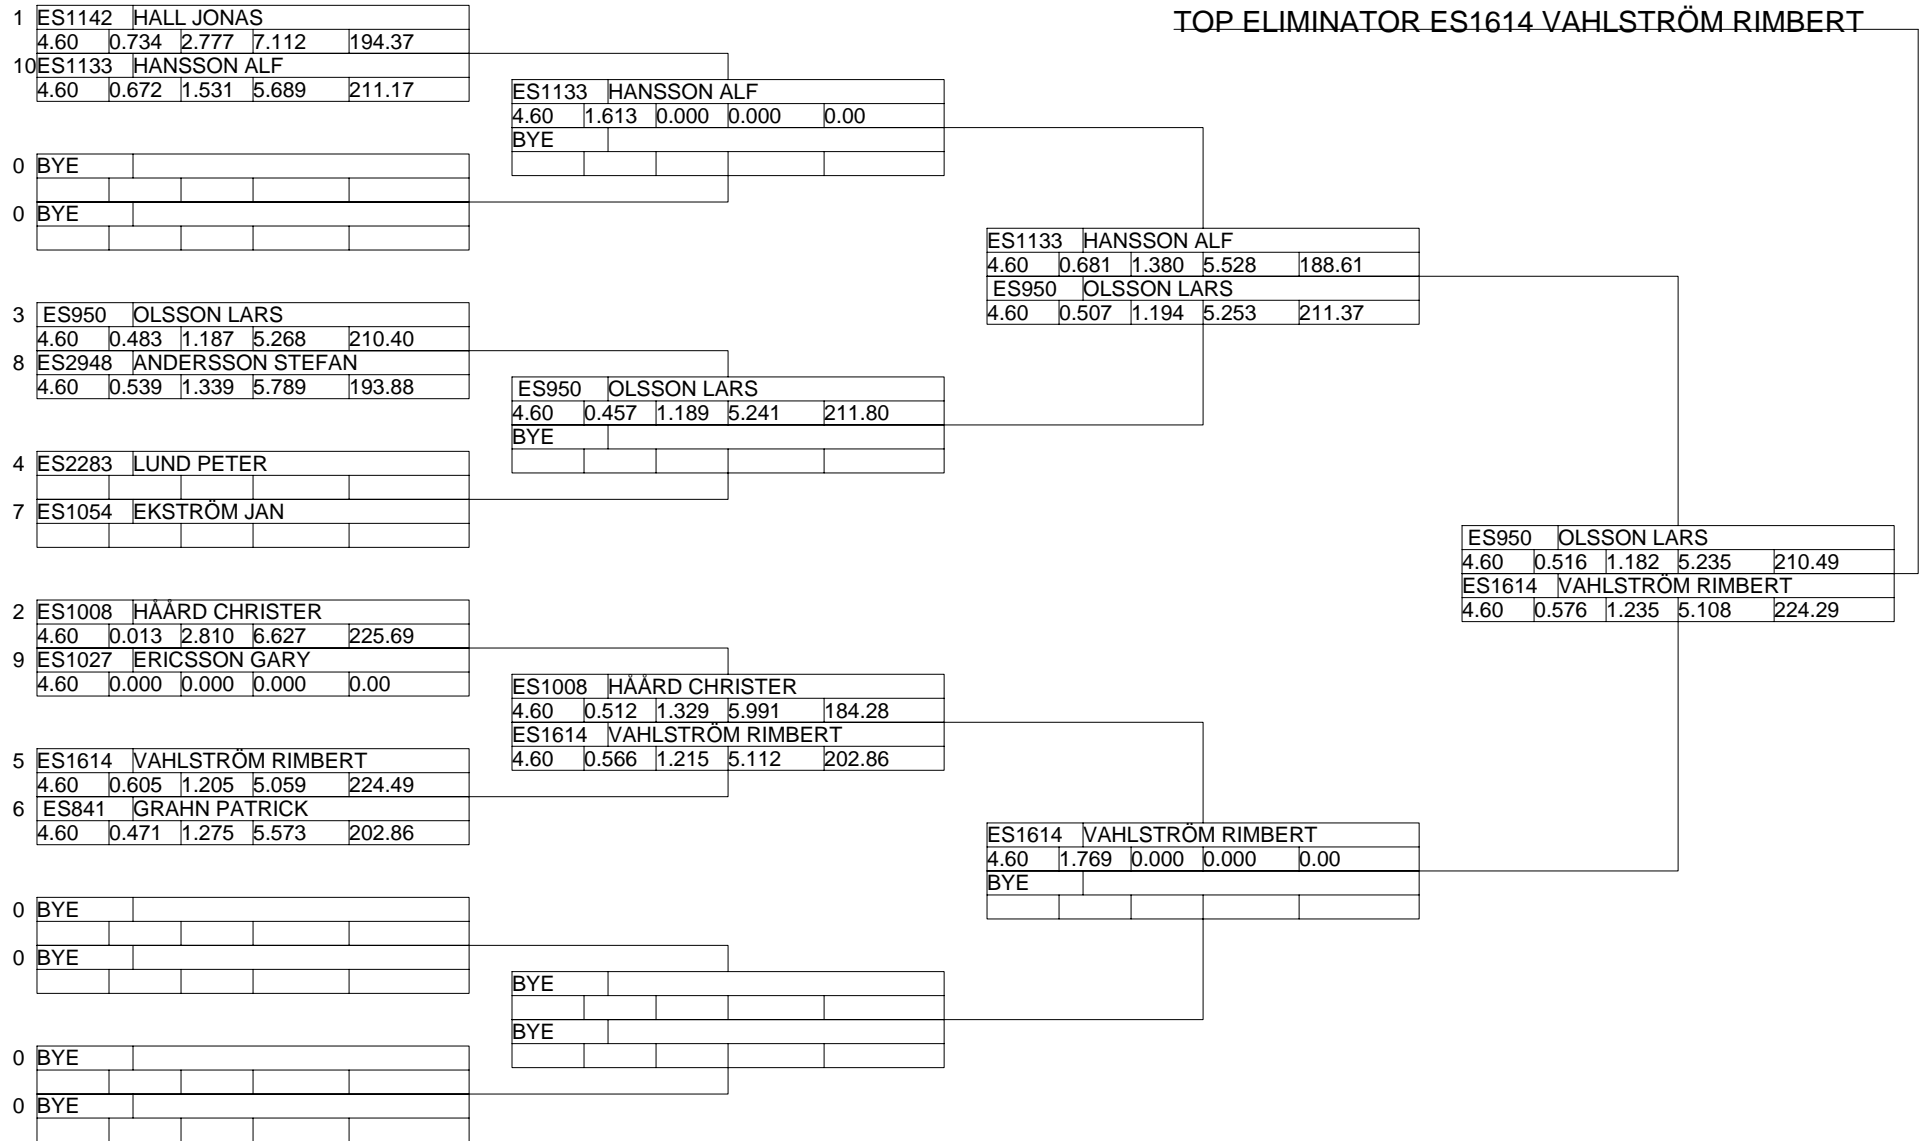 TOP ELIMINATOR ES1614 VAHLSTRÖM RIMBERT
1 ES1142 HALL JONAS
4.60 0.734 2.777 7.112 194.37
10 ES1133 HANSSON ALF
4.60 0.672 1.531 5.689 211.17
0 BYE
0 BYE
3 ES950 OLSSON LARS
4.60 0.483 1.187 5.268 210.40
8 ES2948 ANDERSSON STEFAN
4.60 0.539 1.339 5.789 193.88
4 ES2283 LUND PETER
7 ES1054 EKSTRÖM JAN
2 ES1008 HÅÅRD CHRISTER
4.60 0.013 2.810 6.627 225.69
9 ES1027 ERICSSON GARY
4.60 0.000 0.000 0.000 0.00
5 ES1614 VAHLSTRÖM RIMBERT
4.60 0.605 1.205 5.059 224.49
6 ES841 GRAHN PATRICK
4.60 0.471 1.275 5.573 202.86
0 BYE
0 BYE
0 BYE
0 BYE
ES1133 HANSSON ALF
4.60 1.613 0.000 0.000 0.00
BYE
ES950 OLSSON LARS
4.60 0.457 1.189 5.241 211.80
BYE
ES1008 HÅÅRD CHRISTER
4.60 0.512 1.329 5.991 184.28
ES1614 VAHLSTRÖM RIMBERT
4.60 0.566 1.215 5.112 202.86
BYE
BYE
ES1133 HANSSON ALF
4.60 0.681 1.380 5.528 188.61
ES950 OLSSON LARS
4.60 0.507 1.194 5.253 211.37
ES1614 VAHLSTRÖM RIMBERT
4.60 1.769 0.000 0.000 0.00
BYE
ES950 OLSSON LARS
4.60 0.516 1.182 5.235 210.49
ES1614 VAHLSTRÖM RIMBERT
4.60 0.576 1.235 5.108 224.29